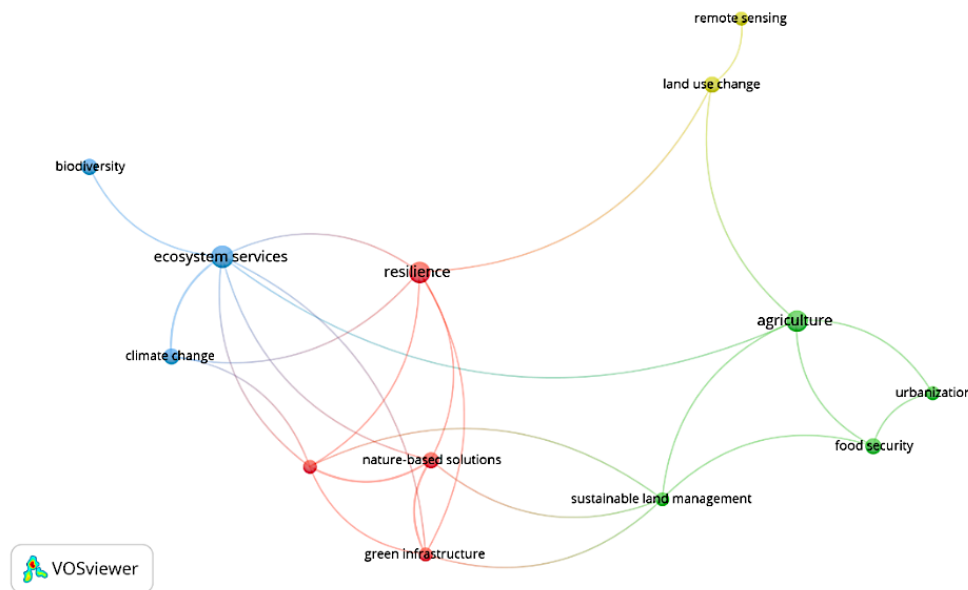 remote sensing
land use change
biodiversity
ecosystem services
resilience
agriculture
climate change
urbanization
food security
nature-based solutions
sustainable land management
green infrastructure
VOSviewer